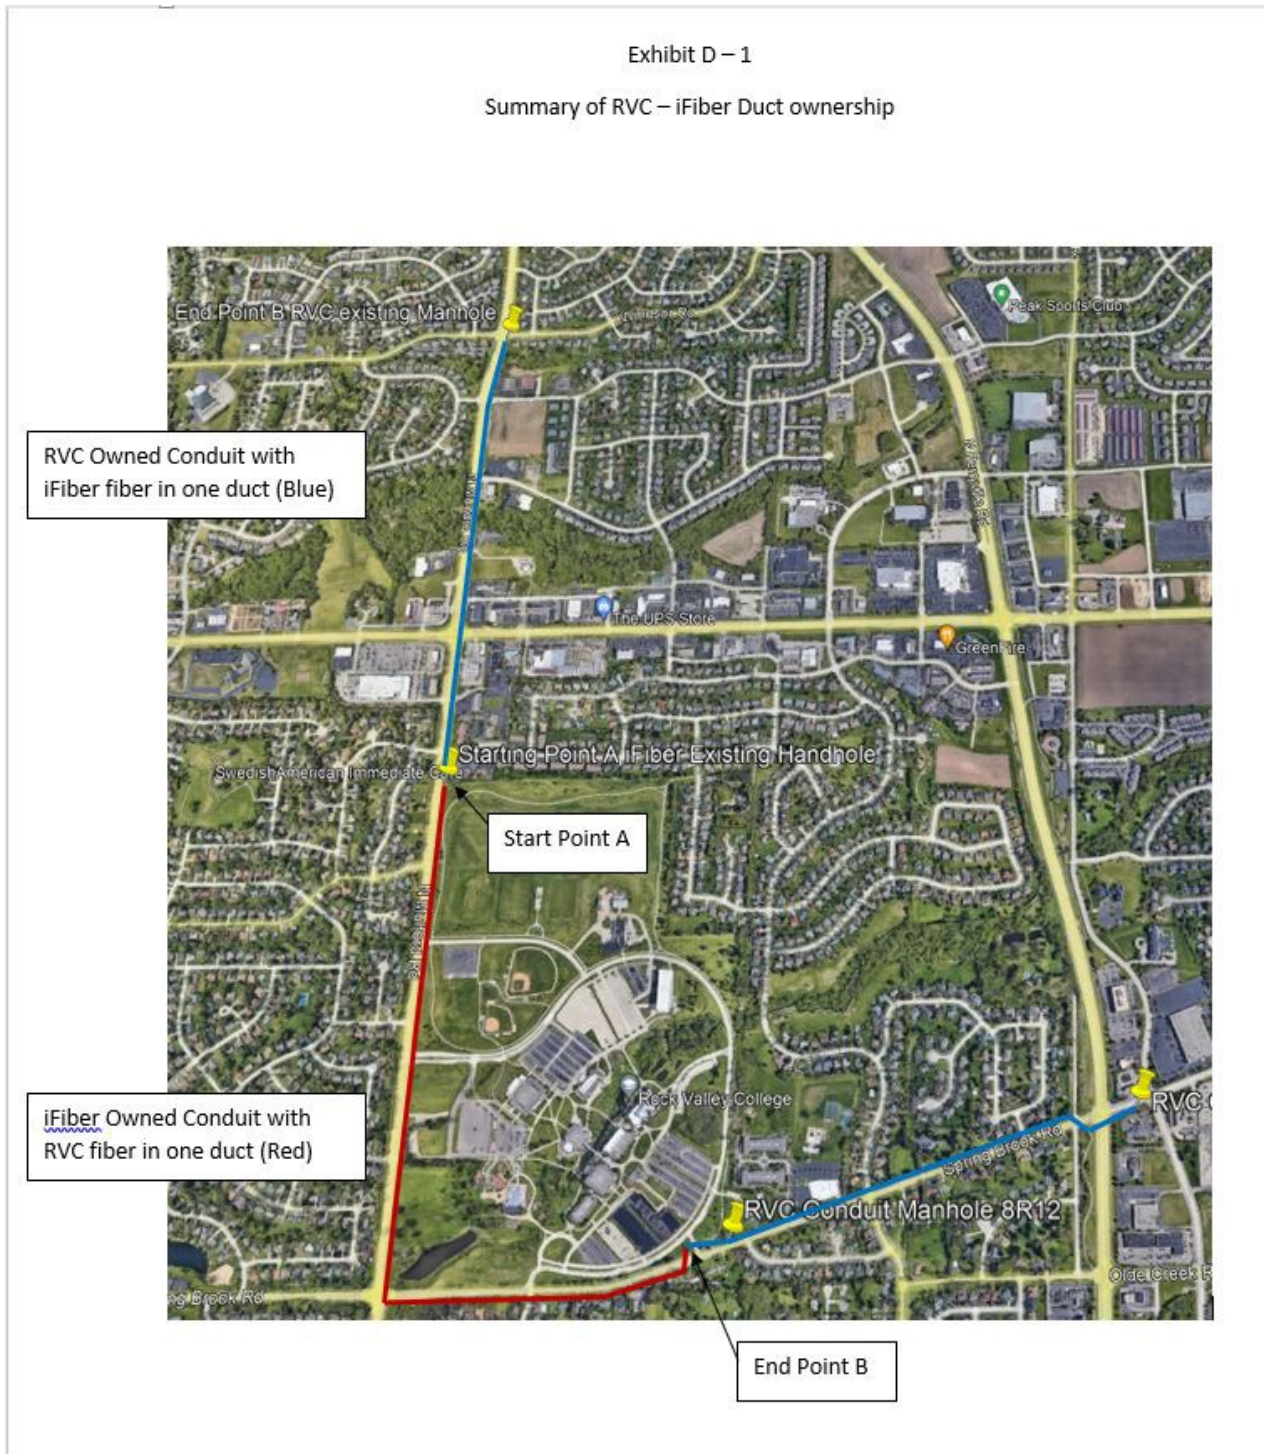 Exhibit D – 1
Summary of RVC – iFiber Duct ownership
End Point B RVC existing Manhole
Peak Sports Club
RVC Owned Conduit with
iFiber fiber in one duct (Blue)
The UPS Store
GreenFire
Starting Point A iFiber Existing Handhole
SwedishAmerican Immediate Care
Start Point A
Rock Valley College
RVC
iFiber Owned Conduit with
RVC fiber in one duct (Red)
Spring Brook Rd
RVC Conduit Manhole 8R12
Olde Creek R
ng Brook Rd
End Point B